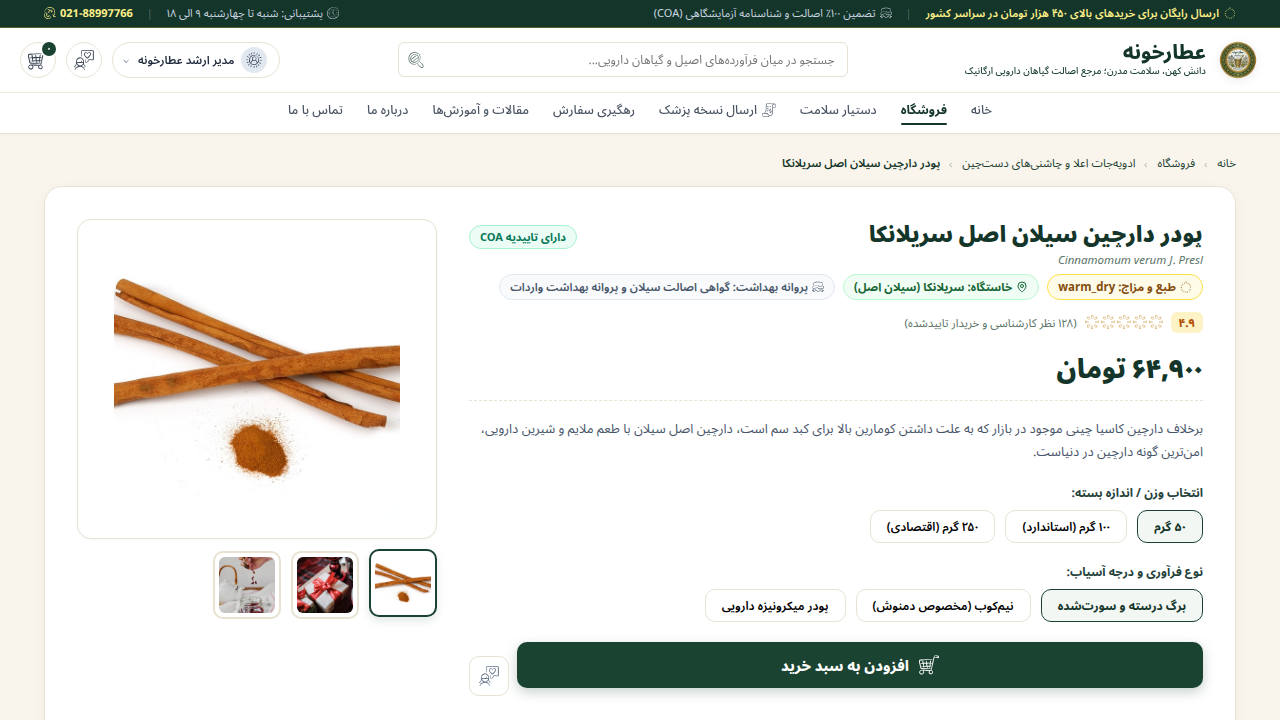 ارسال رایگان برای خریدهای بالای ۴۵۰ هزار تومان در سراسر کشور
تضمین ۱۰۰٪ اصالت و شناسنامه آزمایشگاهی (COA)
پشتیبانی: شنبه تا چهارشنبه ۹ الی ۱۸
021-88997766
عطارخونه
دانش کهن، سلامت مدرن؛ مرجع اصالت گیاهان دارویی ارگانیک
جستجو در میان فرآورده‌های اصیل و گیاهان دارویی...
مدیر ارشد عطارخونه
۰
خانه
فروشگاه
دستیار سلامت
ارسال نسخه پزشک
رهگیری سفارش
مقالات و آموزش‌ها
درباره ما
تماس با ما
خانه › فروشگاه › ادویه‌جات اعلا و چاشنی‌های دست‌چین › پودر دارچین سیلان اصل سریلانکا
پودر دارچین سیلان اصل سریلانکا
دارای تاییدیه COA
Cinnamomum verum J. Presl
طبع و مزاج: warm_dry
خاستگاه: سریلانکا (سیلان اصل)
پروانه بهداشت: گواهی اصالت سیلان و پروانه بهداشت واردات
۴.۹
(۱۲۸ نظر کارشناسی و خریدار تاییدشده)
۶۴,۹۰۰ تومان
برخلاف دارچین کاسیا چینی موجود در بازار که به علت داشتن کومارین بالا برای کبد سم است، دارچین اصل سیلان با طعم ملایم و شیرین دارویی،
امن‌ترین گونه دارچین در دنیاست.
انتخاب وزن / اندازه بسته:
۵۰ گرم
۱۰۰ گرم (استاندارد)
۲۵۰ گرم (اقتصادی)
نوع فرآوری و درجه آسیاب:
برگ درسته و سورت‌شده
نیم‌کوب (مخصوص دمنوش)
پودر میکرونیزه دارویی
افزودن به سبد خرید